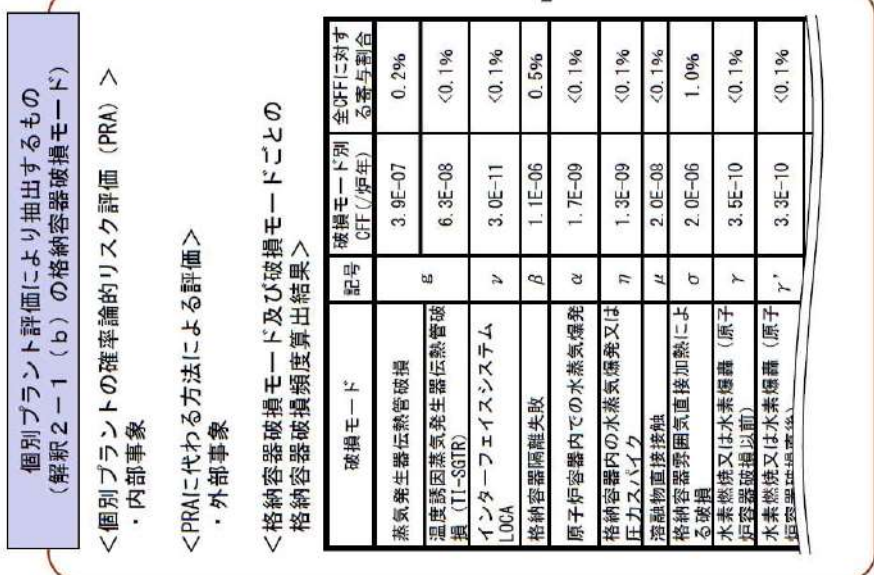 個別プラント評価により抽出するもの
(解釈2－1(b)の格納容器破損モード)
＜個別プラントの確率論的リスク評価(PRA)＞
・内部事象
＜PRAに代わる方法による評価＞
・外部事象
＜格納容器破損モード及び破損モードごとの
格納容器破損頻度算出結果＞
破損モード 記号 破損モード別 全CFFに対す
CFF(/炉年) る寄与割合
蒸気発生器伝熱管破損 g 3.9E-07 0.2%
温度誘因蒸気発生器伝熱管破 6.3E-08 <0.1%
損(TI-SGTR)
インターフェイスシステム ν 3.0E-11 <0.1%
LOCA
格納容器隔離失敗 β 1.1E-06 0.5%
原子炉容器内での水蒸気爆発 α 1.7E-09 <0.1%
格納容器内の水蒸気爆発又は η 1.3E-09 <0.1%
圧力スパイク
溶融物直接接触 μ 2.0E-08 <0.1%
格納容器雰囲気直接加熱によ σ 2.0E-06 1.0%
る破損
水素燃焼又は水素爆轟(原子 γ 3.5E-10 <0.1%
炉容器破損以前)
水素燃焼又は水素爆轟(原子 γ' 3.3E-10 <0.1%
炉容器破損直後)